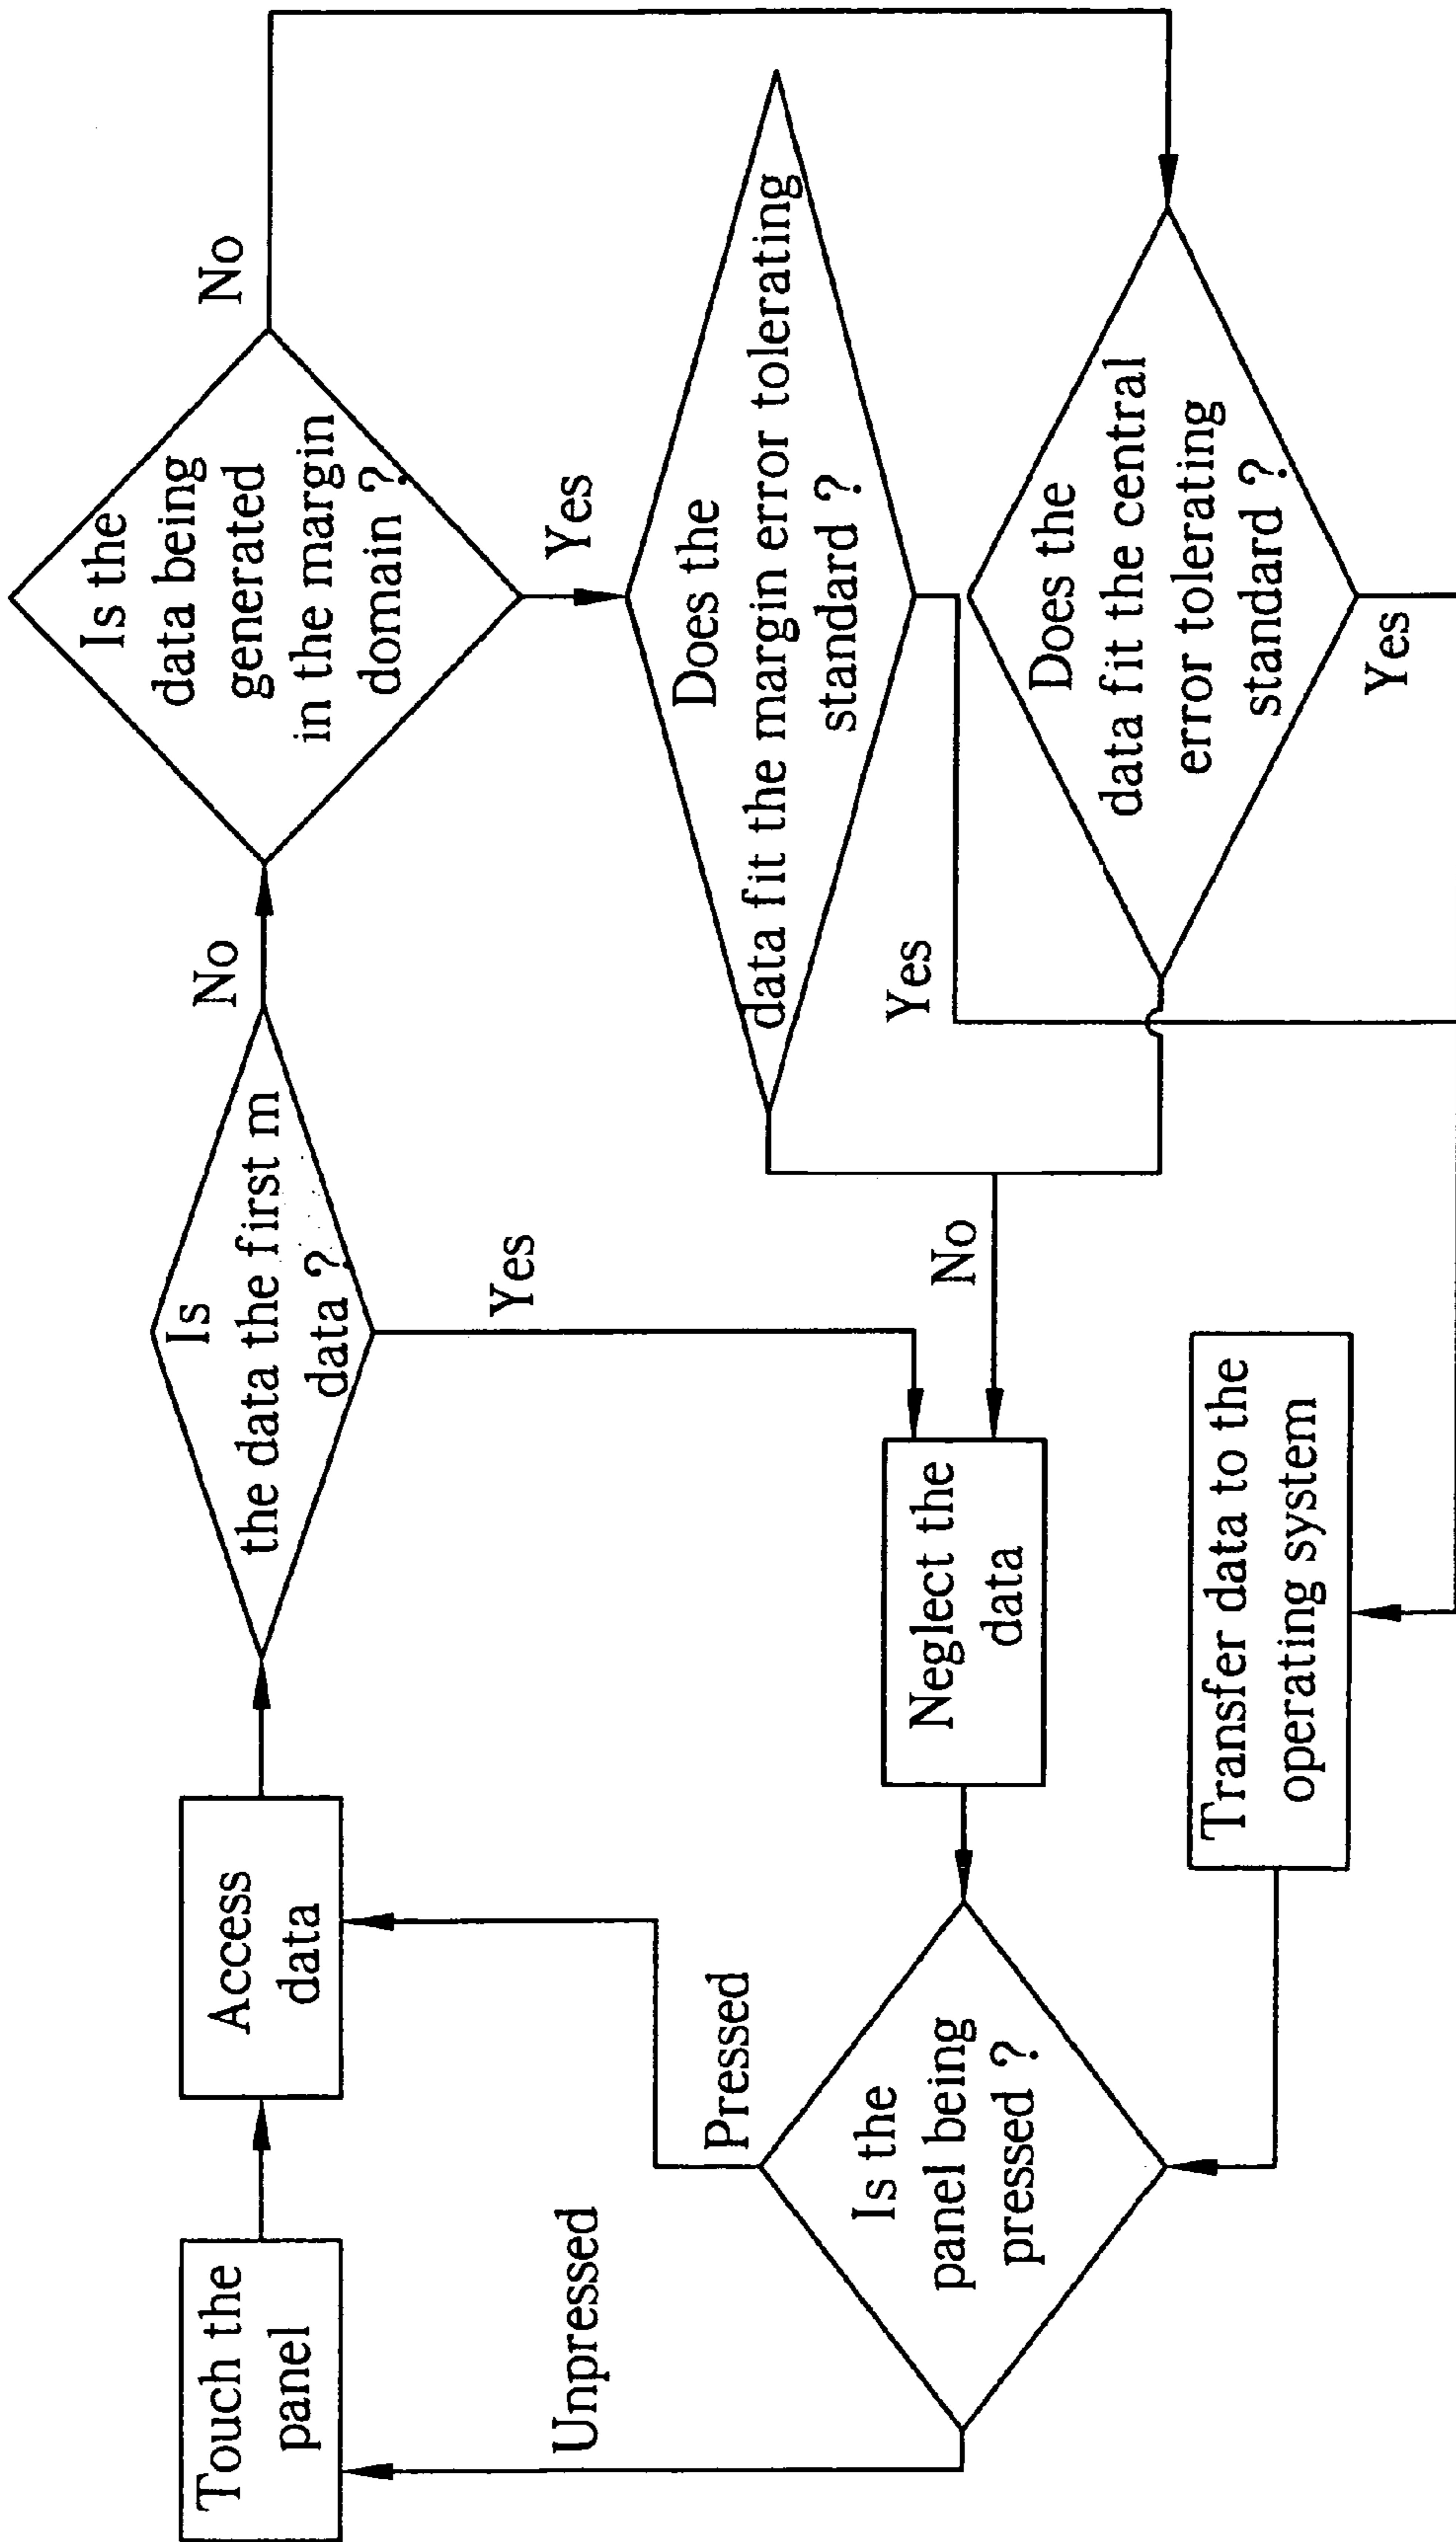 Touch the
panel
Access
data
Is
the data the first m
data ?
No
Is the
data being
generated
in the margin
domain ?
No
Yes
Yes
Does the
data fit the margin error tolerating
standard ?
Yes
Does the
data fit the central
error tolerating
standard ?
Yes
No
Neglect the
data
Transfer data to the
operating system
Is the
panel being
pressed ?
Pressed
Unpressed